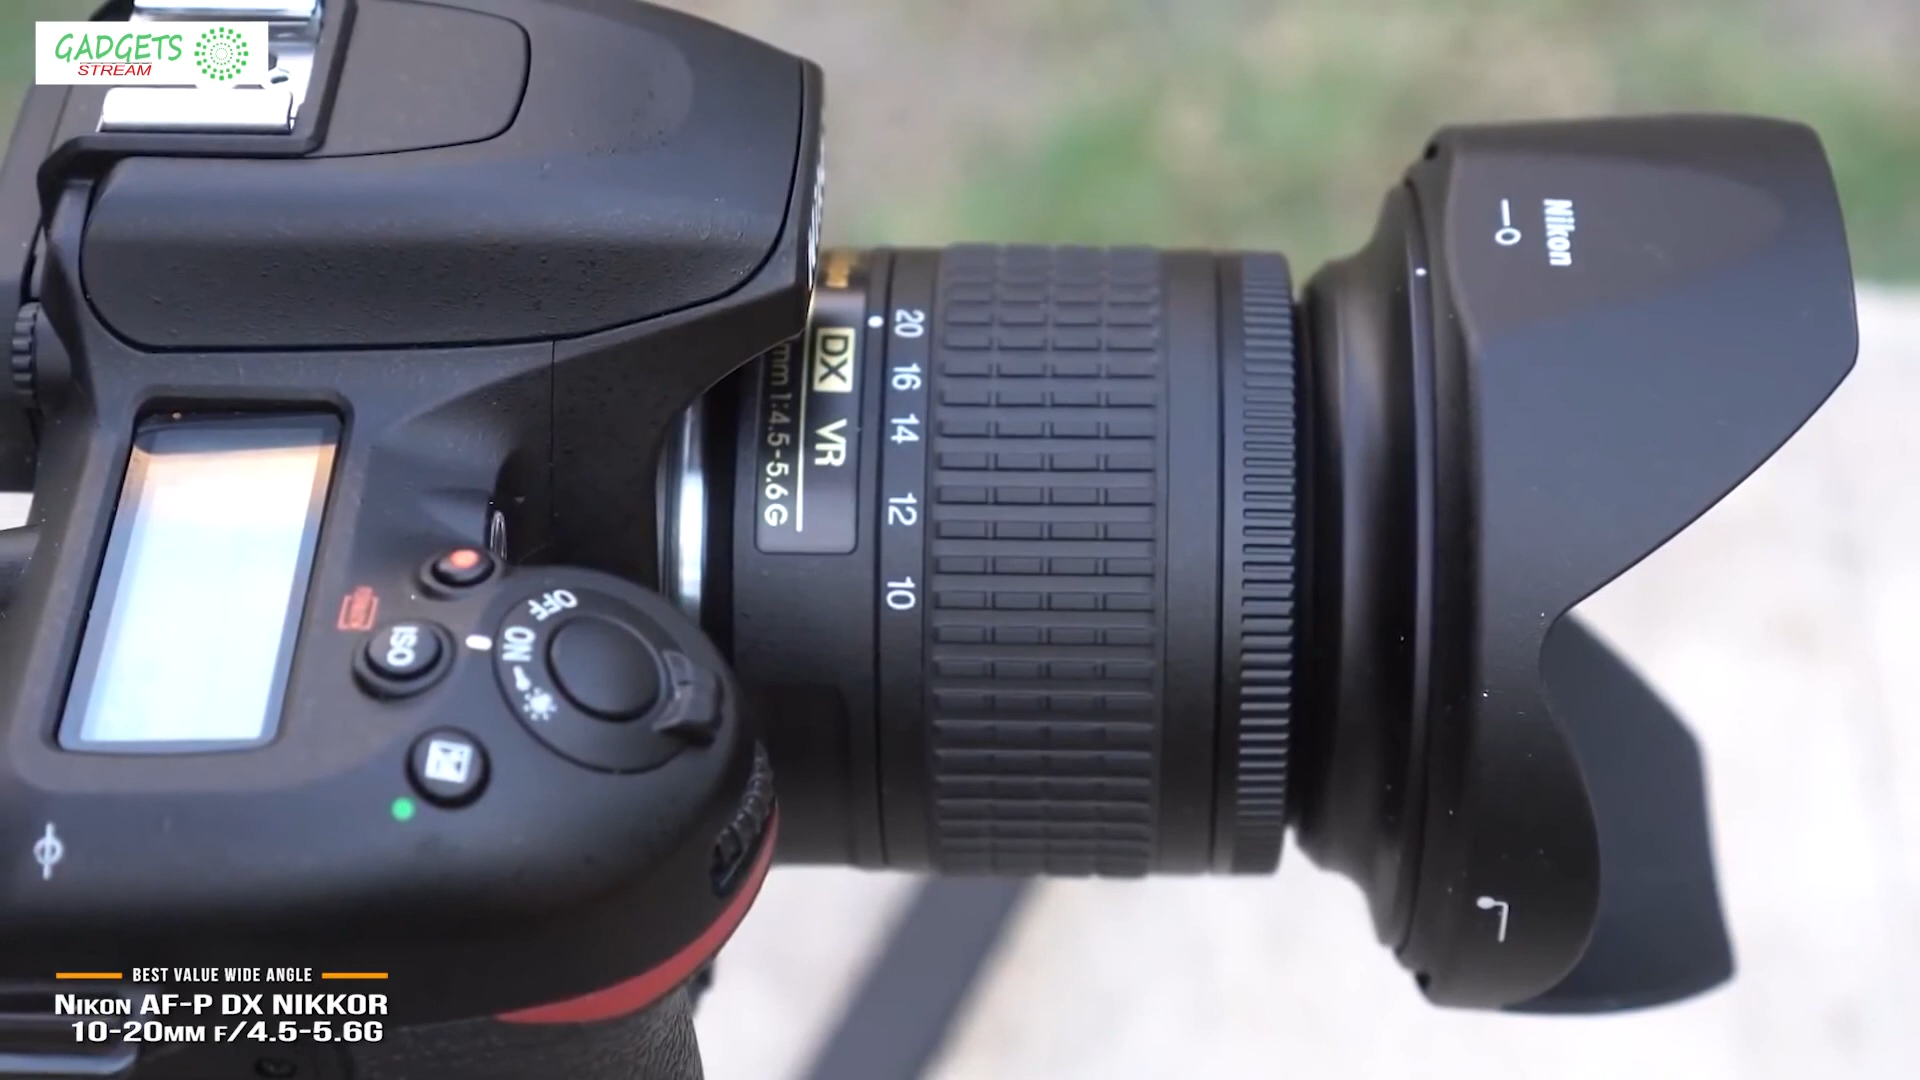 GADGETS
STREAM
Nikon
DX VR
mm 1:4.5-5.6G
20
16
14
12
10
OFF
ON
ISO
BEST VALUE WIDE ANGLE
Nikon AF-P DX NIKKOR
10-20mm f/4.5-5.6G